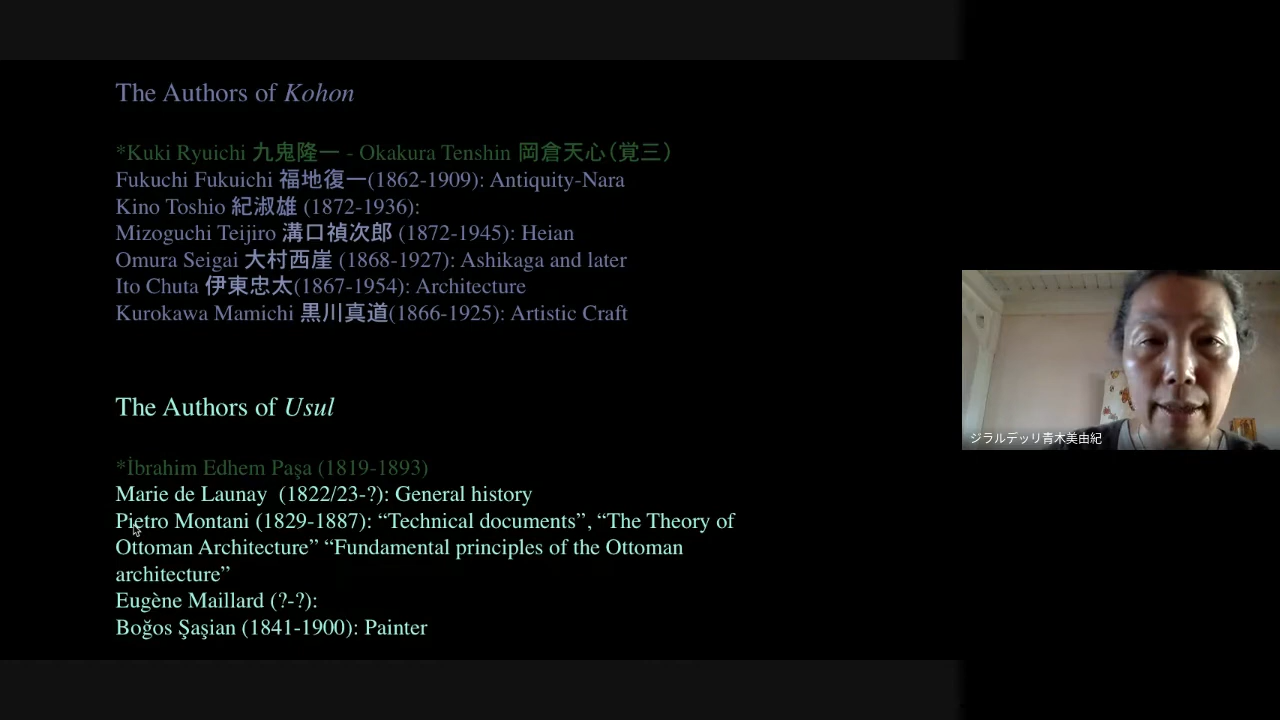 The Authors of Kohon
*Kuki Ryuichi 九鬼隆一 - Okakura Tenshin 岡倉天心（覚三）
Fukuchi Fukuichi 福地復一(1862-1909): Antiquity-Nara
Kino Toshio 紀淑雄 (1872-1936):
Mizoguchi Teijiro 溝口禎次郎 (1872-1945): Heian
Omura Seigai 大村西崖 (1868-1927): Ashikaga and later
Ito Chuta 伊東忠太(1867-1954): Architecture
Kurokawa Mamichi 黒川真道(1866-1925): Artistic Craft
The Authors of Usul
*İbrahim Edhem Paşa (1819-1893)
Marie de Launay (1822/23-?): General history
Pietro Montani (1829-1887): “Technical documents”, “The Theory of
Ottoman Architecture” “Fundamental principles of the Ottoman
architecture”
Eugène Maillard (?-?):
Boğos Şaşian (1841-1900): Painter
ジラルデッリ青木美由紀